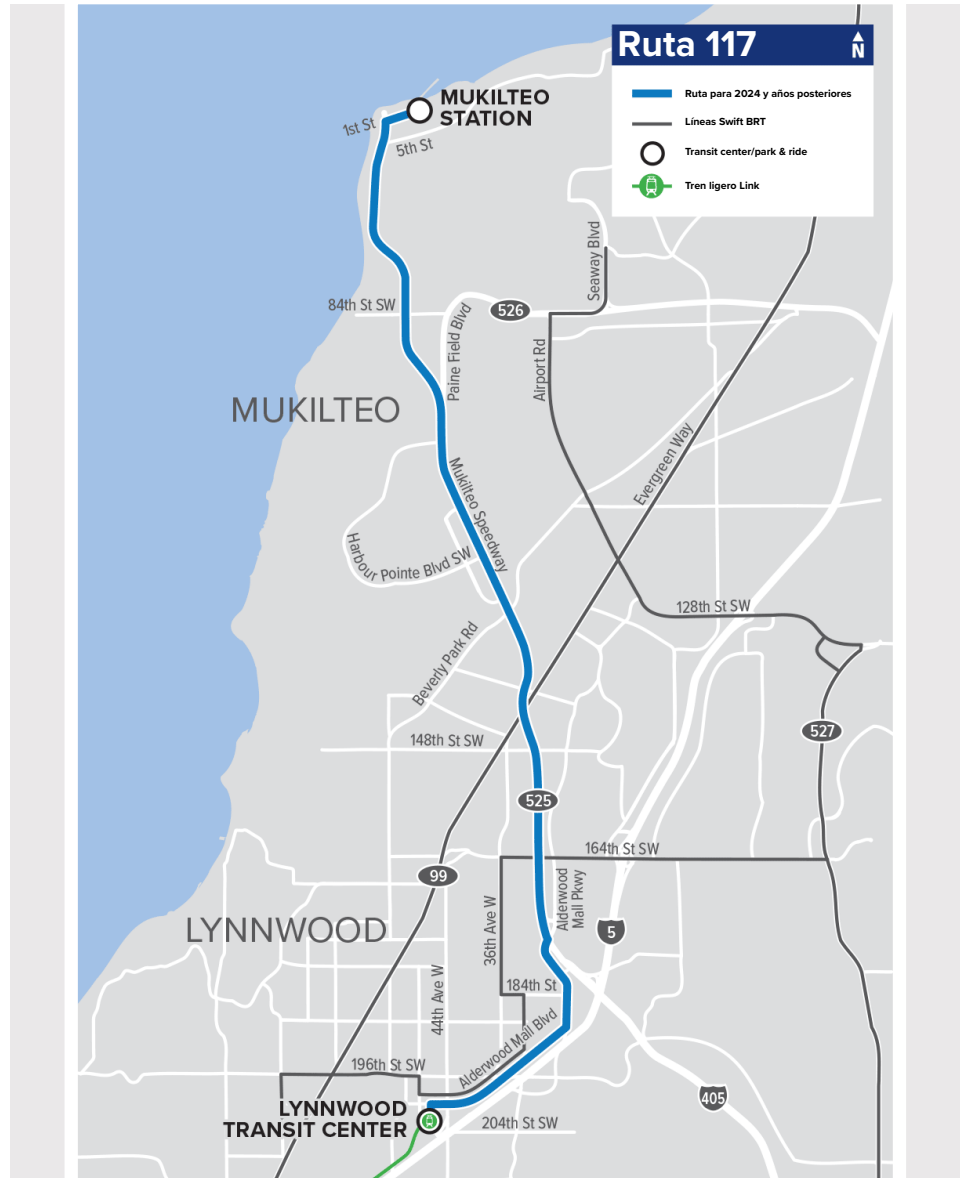 Ruta 117
N
Ruta para 2024 y años posteriores
Líneas Swift BRT
Transit center/park & ride
Tren ligero Link
MUKILTEO
STATION
1st St
5th St
Seaway Blvd
84th St SW
526
Paine Field Blvd
Airport Rd
MUKILTEO
Evergreen Way
Mukilteo Speedway
Harbour Pointe Blvd SW
128th St SW
Beverly Park Rd
527
148th St SW
525
164th St SW
99
Alderwood
Mall Pkwy
36th Ave W
LYNNWOOD
5
184th St
44th Ave W
Alderwood Mall Blvd
196th St SW
405
LYNNWOOD
TRANSIT CENTER
204th St SW